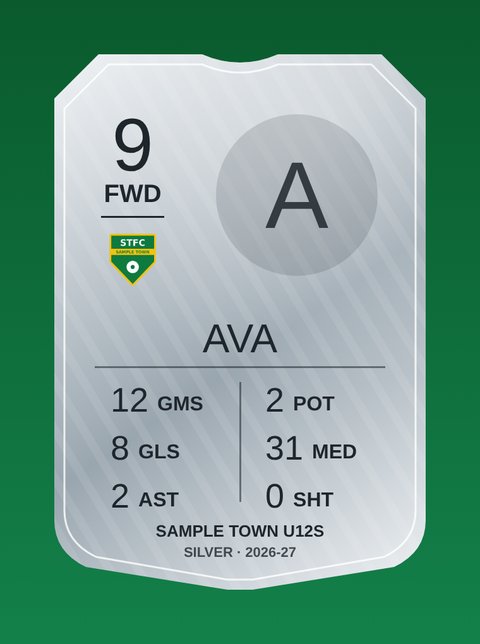 9
FWD
STFC
SAMPLE TOWN
A
AVA
12 GMS
2 POT
8 GLS
31 MED
2 AST
0 SHT
SAMPLE TOWN U12S
SILVER · 2026-27